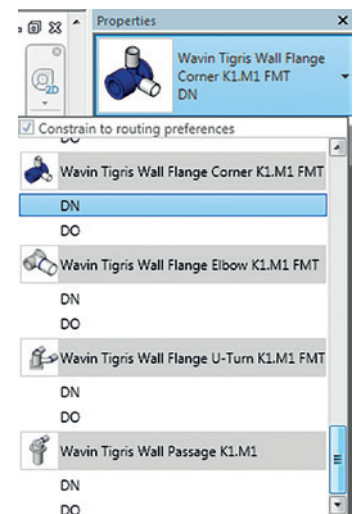 Properties
x
2D
Wavin Tigris Wall Flange
Corner K1.M1 FMT
DN
Constrain to routing preferences
DO
Wavin Tigris Wall Flange Corner K1.M1 FMT
DN
DO
Wavin Tigris Wall Flange Elbow K1.M1 FMT
DN
DO
Wavin Tigris Wall Flange U-Turn K1.M1 FMT
DN
DO
Wavin Tigris Wall Passage K1.M1
DN
DO